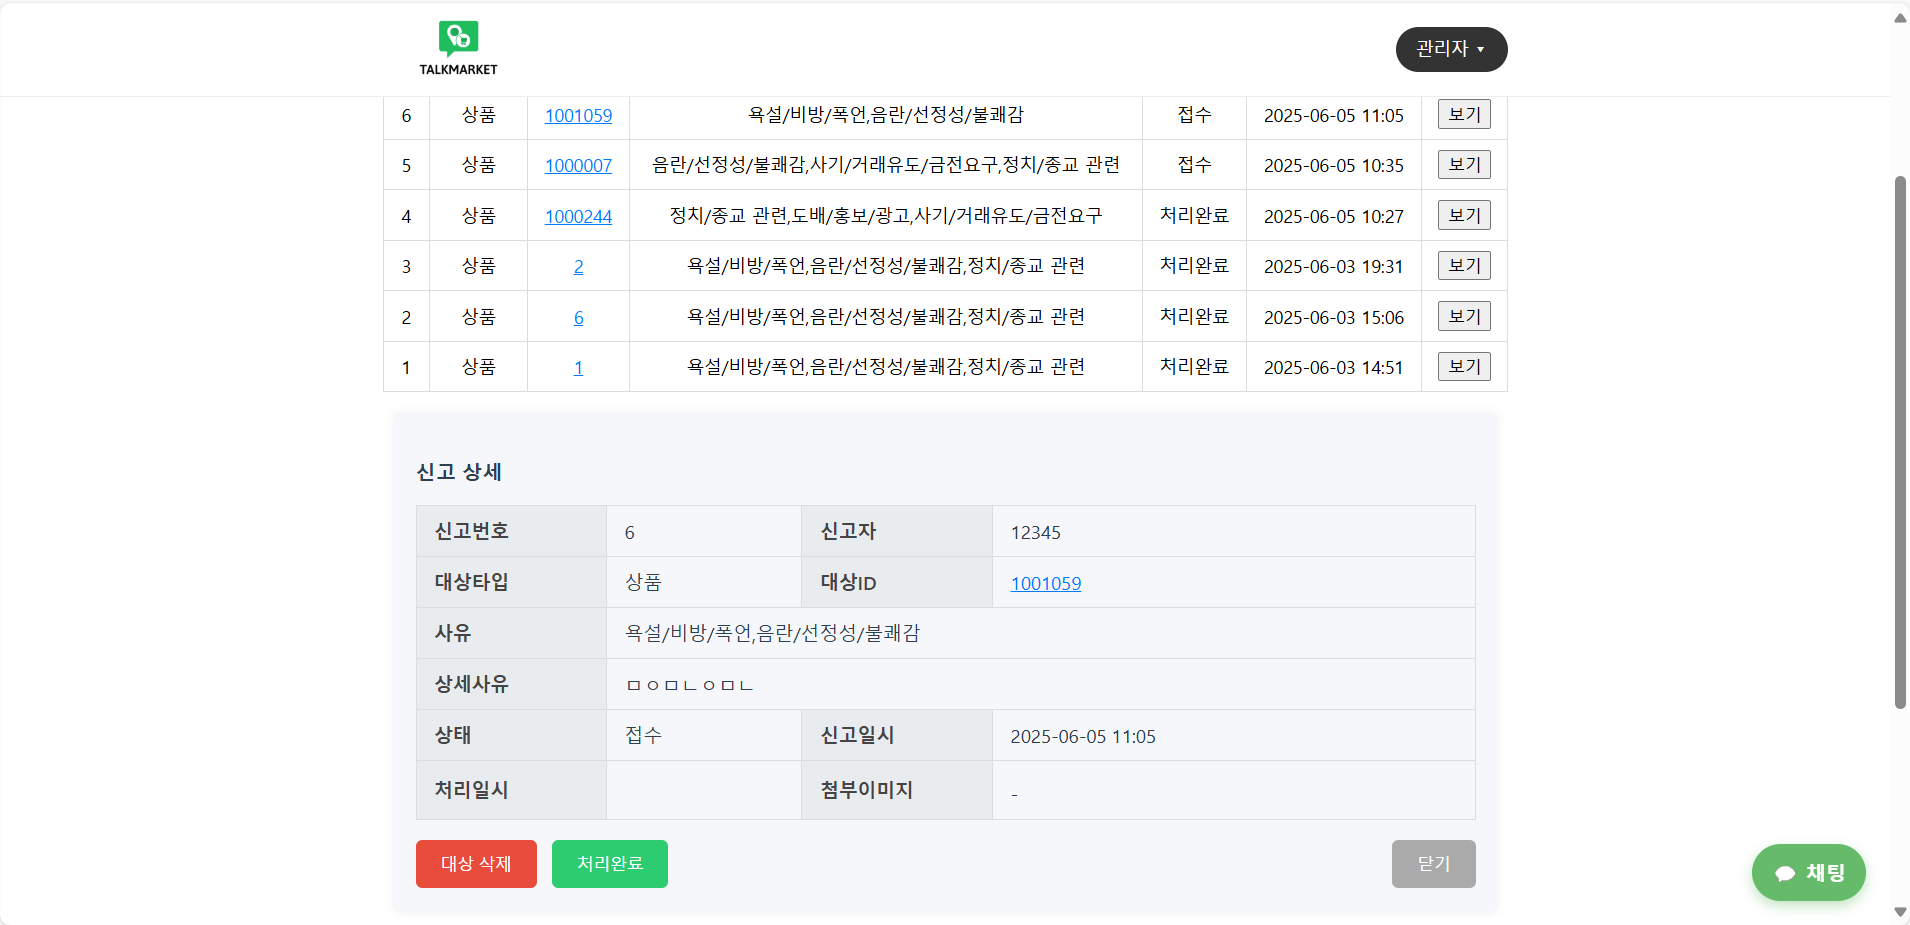 TALKMARKET
관리자 ▼
6 상품 1001059 욕설/비방/폭언,음란/선정성/불쾌감 접수 2025-06-05 11:05 보기
5 상품 1000007 음란/선정성/불쾌감,사기/거래유도/금전요구,정치/종교 관련 접수 2025-06-05 10:35 보기
4 상품 1000244 정치/종교 관련,도배/홍보/광고,사기/거래유도/금전요구 처리완료 2025-06-05 10:27 보기
3 상품 2 욕설/비방/폭언,음란/선정성/불쾌감,정치/종교 관련 처리완료 2025-06-03 19:31 보기
2 상품 6 욕설/비방/폭언,음란/선정성/불쾌감,정치/종교 관련 처리완료 2025-06-03 15:06 보기
1 상품 1 욕설/비방/폭언,음란/선정성/불쾌감,정치/종교 관련 처리완료 2025-06-03 14:51 보기
신고 상세
신고번호 6 신고자 12345
대상타입 상품 대상ID 1001059
사유 욕설/비방/폭언,음란/선정성/불쾌감
상세사유 ㅁㅇㅁㄴㅇㅁㄴ
상태 접수 신고일시 2025-06-05 11:05
처리일시 첨부이미지 -
대상 삭제 처리완료 닫기
채팅